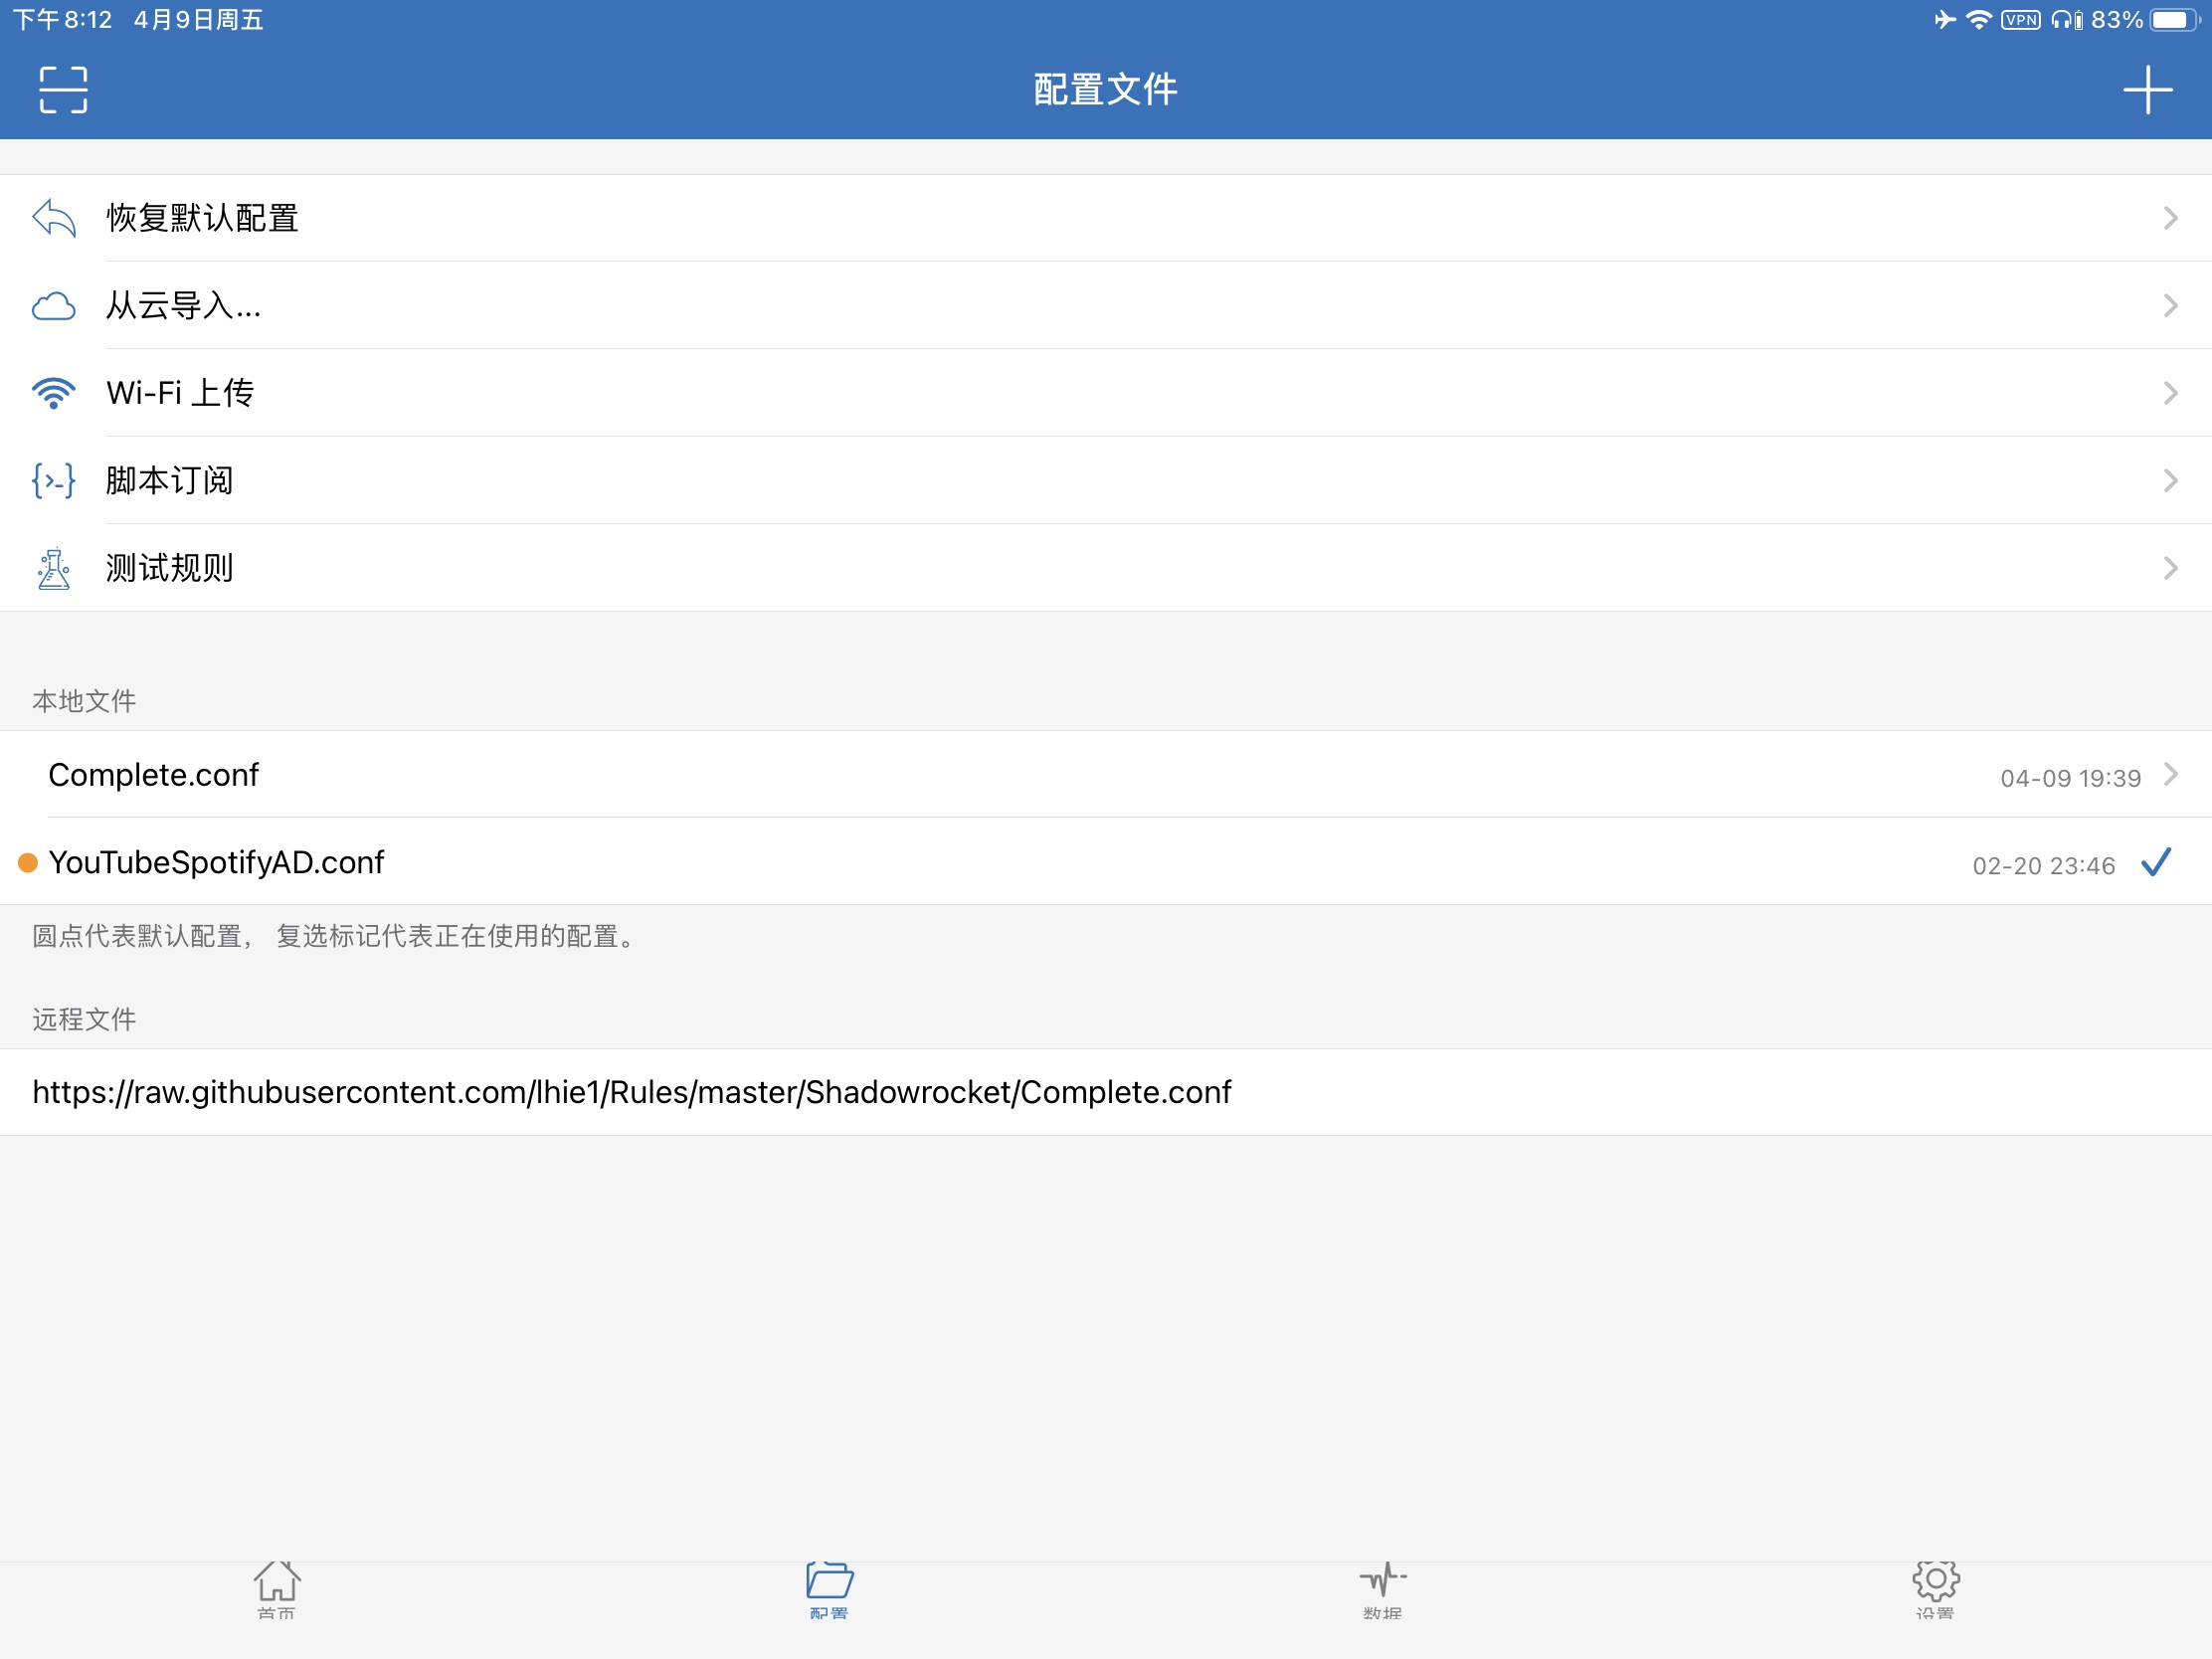 下午8:12 4月9日周五
VPN 83%
配置文件
恢复默认配置
从云导入...
Wi-Fi 上传
脚本订阅
测试规则
本地文件
Complete.conf 04-09 19:39
YouTubeSpotifyAD.conf 02-20 23:46
圆点代表默认配置， 复选标记代表正在使用的配置。
远程文件
https://raw.githubusercontent.com/lhie1/Rules/master/Shadowrocket/Complete.conf
首页 配置 数据 设置